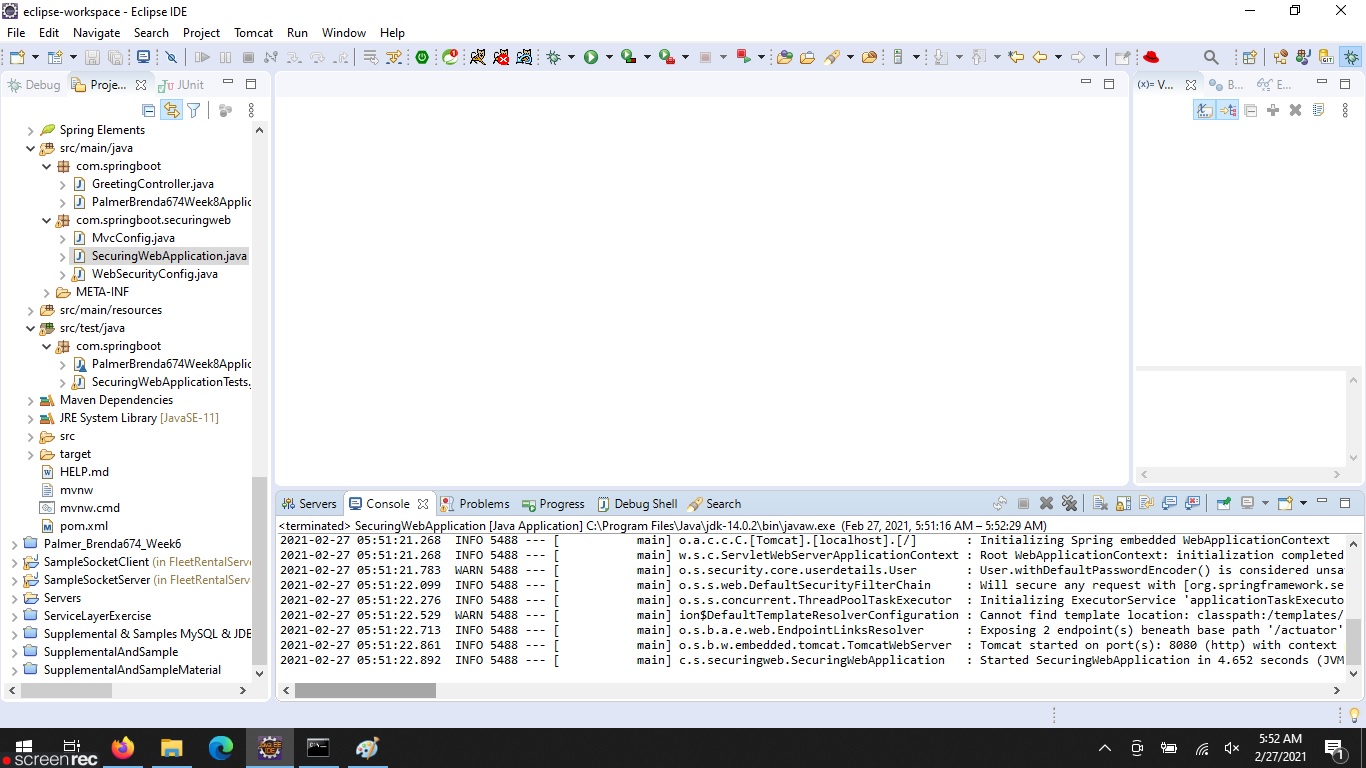 eclipse-workspace - Eclipse IDE
File Edit Navigate Search Project Tomcat Run Window Help
Debug Proje... JUnit
(x)= V... B... E...
Spring Elements
src/main/java
com.springboot
GreetingController.java
PalmerBrenda674Week8Applic
com.springboot.securingweb
MvcConfig.java
SecuringWebApplication.java
WebSecurityConfig.java
META-INF
src/main/resources
src/test/java
com.springboot
PalmerBrenda674Week8Applic
SecuringWebApplicationTests.
Maven Dependencies
JRE System Library [JavaSE-11]
src
target
HELP.md
mvnw
mvnw.cmd
pom.xml
Palmer_Brenda674_Week6
SampleSocketClient (in FleetRentalServ
SampleSocketServer (in FleetRentalServ
Servers
ServiceLayerExercise
Supplemental & Samples MySQL & JDE
SupplementalAndSample
SupplementalAndSampleMaterial
Servers Console Problems Progress Debug Shell Search
<terminated> SecuringWebApplication [Java Application] C:\Program Files\Java\jdk-14.0.2\bin\javaw.exe (Feb 27, 2021, 5:51:16 AM – 5:52:29 AM)
2021-02-27 05:51:21.268 INFO 5488 --- [ main] o.a.c.c.C.[Tomcat].[localhost].[/] : Initializing Spring embedded WebApplicationContext
2021-02-27 05:51:21.268 INFO 5488 --- [ main] w.s.c.ServletWebServerApplicationContext : Root WebApplicationContext: initialization completed
2021-02-27 05:51:21.783 WARN 5488 --- [ main] o.s.security.core.userdetails.User : User.withDefaultPasswordEncoder() is considered unsa
2021-02-27 05:51:22.099 INFO 5488 --- [ main] o.s.s.web.DefaultSecurityFilterChain : Will secure any request with [org.springframework.se
2021-02-27 05:51:22.276 INFO 5488 --- [ main] o.s.s.concurrent.ThreadPoolTaskExecutor : Initializing ExecutorService 'applicationTaskExecuto
2021-02-27 05:51:22.529 WARN 5488 --- [ main] ion$DefaultTemplateResolverConfiguration : Cannot find template location: classpath:/templates/
2021-02-27 05:51:22.713 INFO 5488 --- [ main] o.s.b.a.e.web.EndpointLinksResolver : Exposing 2 endpoint(s) beneath base path '/actuator'
2021-02-27 05:51:22.861 INFO 5488 --- [ main] o.s.b.w.embedded.tomcat.TomcatWebServer : Tomcat started on port(s): 8080 (http) with context
2021-02-27 05:51:22.892 INFO 5488 --- [ main] c.s.securingweb.SecuringWebApplication : Started SecuringWebApplication in 4.652 seconds (JVM
screenrec
5:52 AM
2/27/2021
1